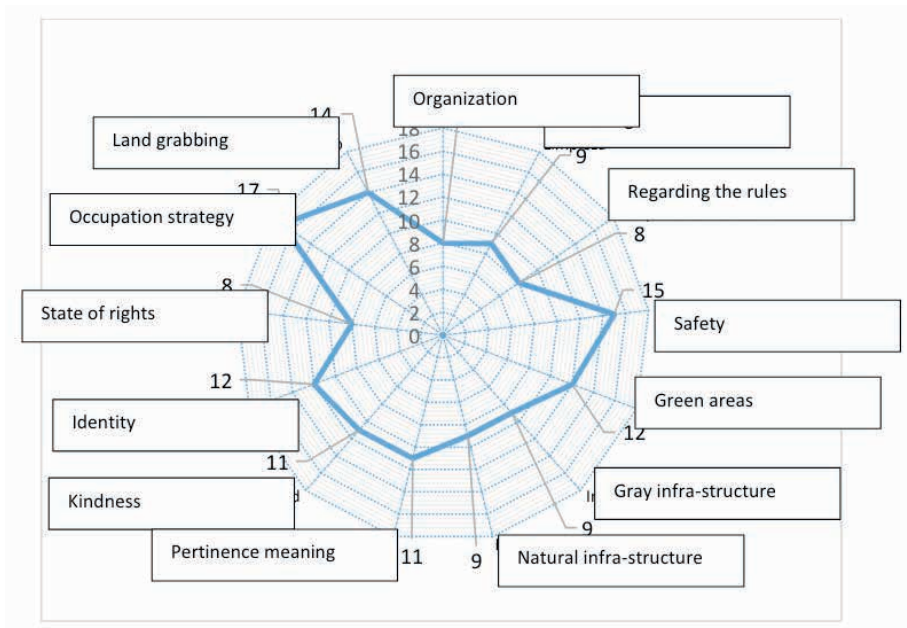 Organization
14
18
Land grabbing
16
9
14
17
12
Regarding the rules
Occupation strategy
10
8
8
6
8
4
15
State of rights
2
Safety
0
12
Green areas
Identity
12
11
Kindness
Gray infra-structure
9
Pertinence meaning
11
9
Natural infra-structure